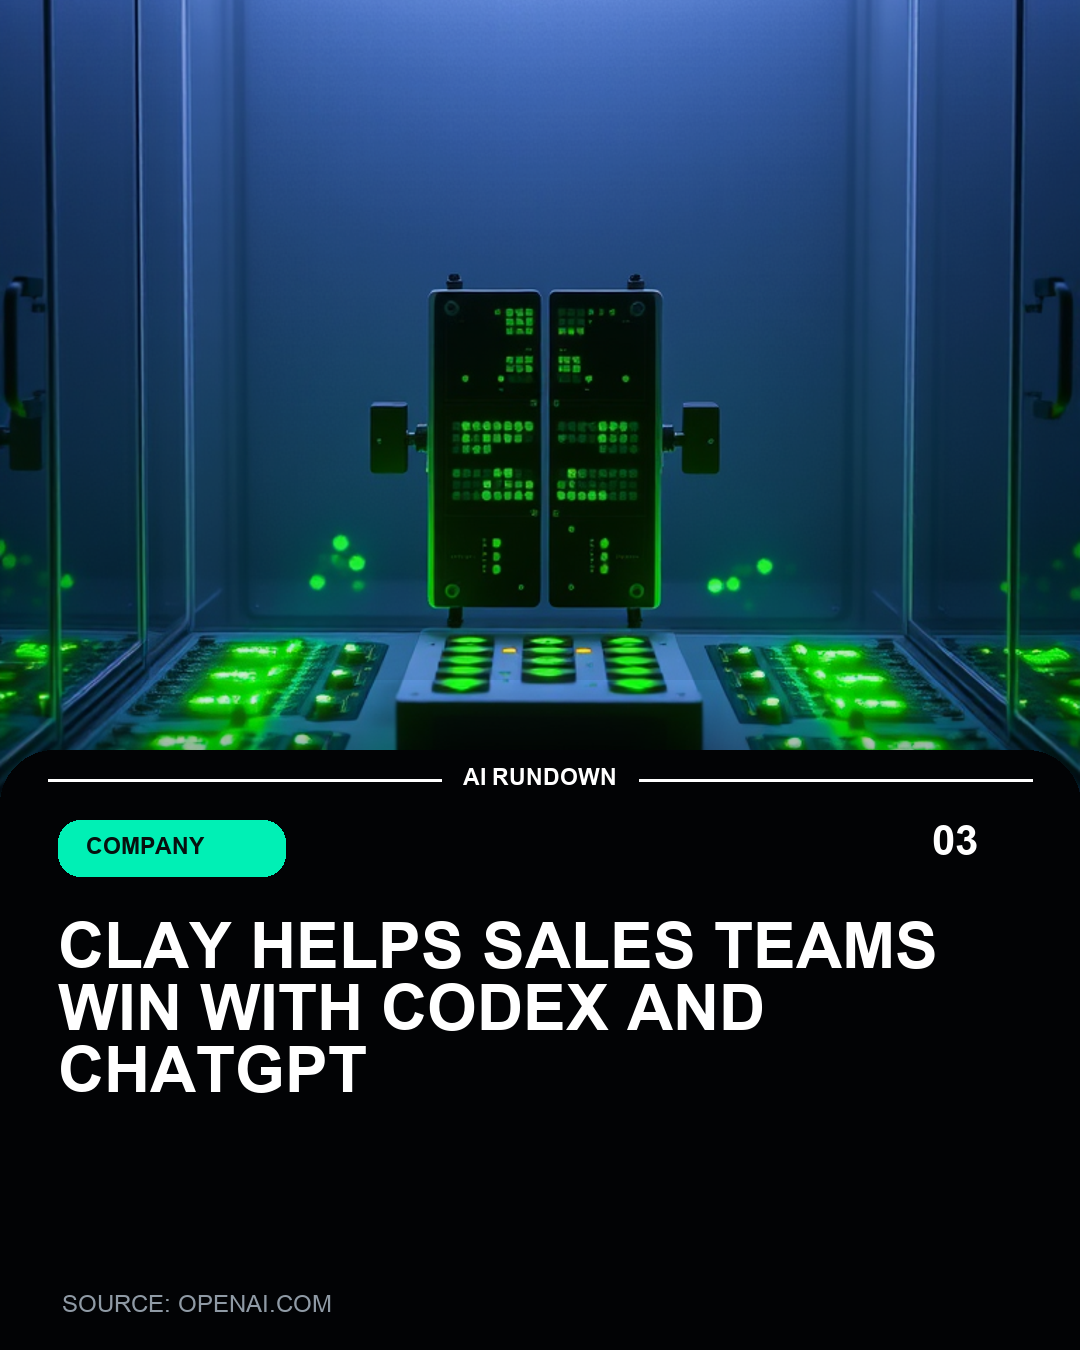 AI RUNDOWN
COMPANY
03
CLAY HELPS SALES TEAMS
WIN WITH CODEX AND
CHATGPT
SOURCE: OPENAI.COM